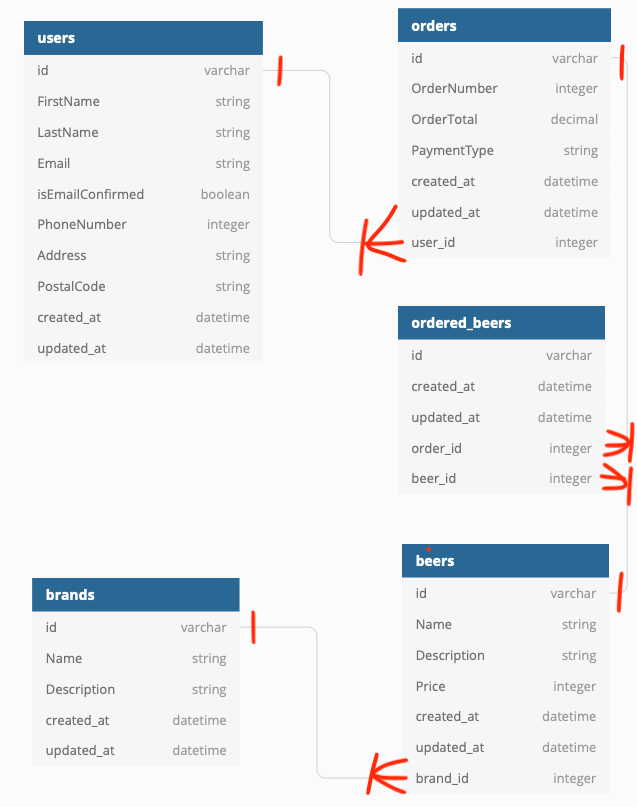 users
id varchar
FirstName string
LastName string
Email string
isEmailConfirmed boolean
PhoneNumber integer
Address string
PostalCode string
created_at datetime
updated_at datetime
orders
id varchar
OrderNumber integer
OrderTotal decimal
PaymentType string
created_at datetime
updated_at datetime
user_id integer
ordered_beers
id varchar
created_at datetime
updated_at datetime
order_id integer
beer_id integer
brands
id varchar
Name string
Description string
created_at datetime
updated_at datetime
beers
id varchar
Name string
Description string
Price integer
created_at datetime
updated_at datetime
brand_id integer